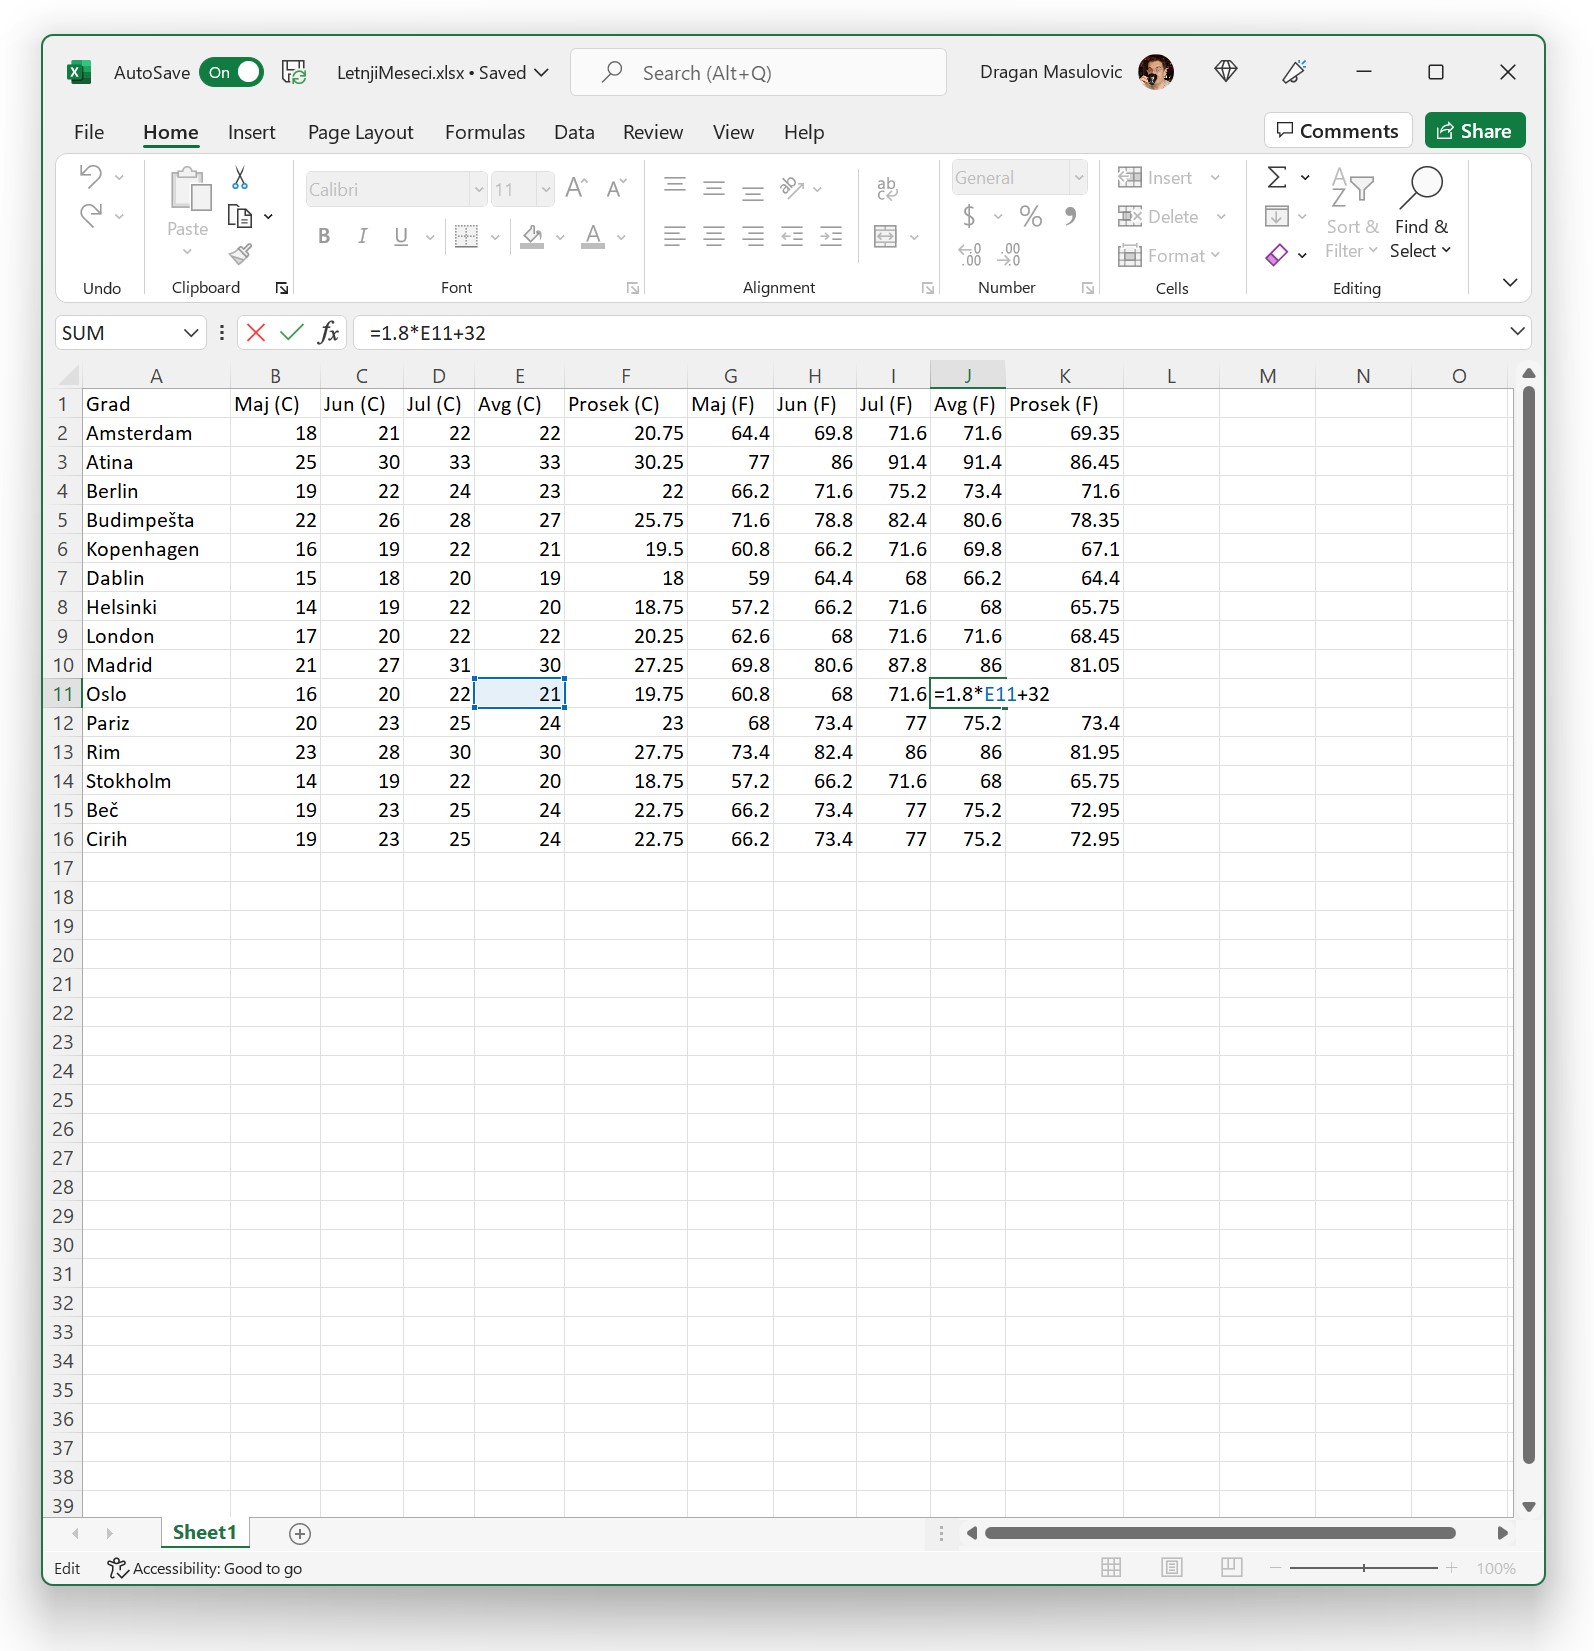 AutoSave On LetnjiMeseci.xlsx • Saved Search (Alt+Q) Dragan Masulovic
File Home Insert Page Layout Formulas Data Review View Help Comments Share
Calibri 11 General Insert
Paste Delete Sort & Find &
Format Filter Select
Undo Clipboard Font Alignment Number Cells Editing
SUM fx =1.8*E11+32
A B C D E F G H I J K L M N O
1 Grad Maj (C) Jun (C) Jul (C) Avg (C) Prosek (C) Maj (F) Jun (F) Jul (F) Avg (F) Prosek (F)
2 Amsterdam 18 21 22 22 20.75 64.4 69.8 71.6 71.6 69.35
3 Atina 25 30 33 33 30.25 77 86 91.4 91.4 86.45
4 Berlin 19 22 24 23 22 66.2 71.6 75.2 73.4 71.6
5 Budimpešta 22 26 28 27 25.75 71.6 78.8 82.4 80.6 78.35
6 Kopenhagen 16 19 22 21 19.5 60.8 66.2 71.6 69.8 67.1
7 Dablin 15 18 20 19 18 59 64.4 68 66.2 64.4
8 Helsinki 14 19 22 20 18.75 57.2 66.2 71.6 68 65.75
9 London 17 20 22 22 20.25 62.6 68 71.6 71.6 68.45
10 Madrid 21 27 31 30 27.25 69.8 80.6 87.8 86 81.05
11 Oslo 16 20 22 21 19.75 60.8 68 71.6 =1.8*E11+32
12 Pariz 20 23 25 24 23 68 73.4 77 75.2 73.4
13 Rim 23 28 30 30 27.75 73.4 82.4 86 86 81.95
14 Stokholm 14 19 22 20 18.75 57.2 66.2 71.6 68 65.75
15 Beč 19 23 25 24 22.75 66.2 73.4 77 75.2 72.95
16 Cirih 19 23 25 24 22.75 66.2 73.4 77 75.2 72.95
17
18
19
20
21
22
23
24
25
26
27
28
29
30
31
32
33
34
35
36
37
38
39
Sheet1
Edit Accessibility: Good to go 100%